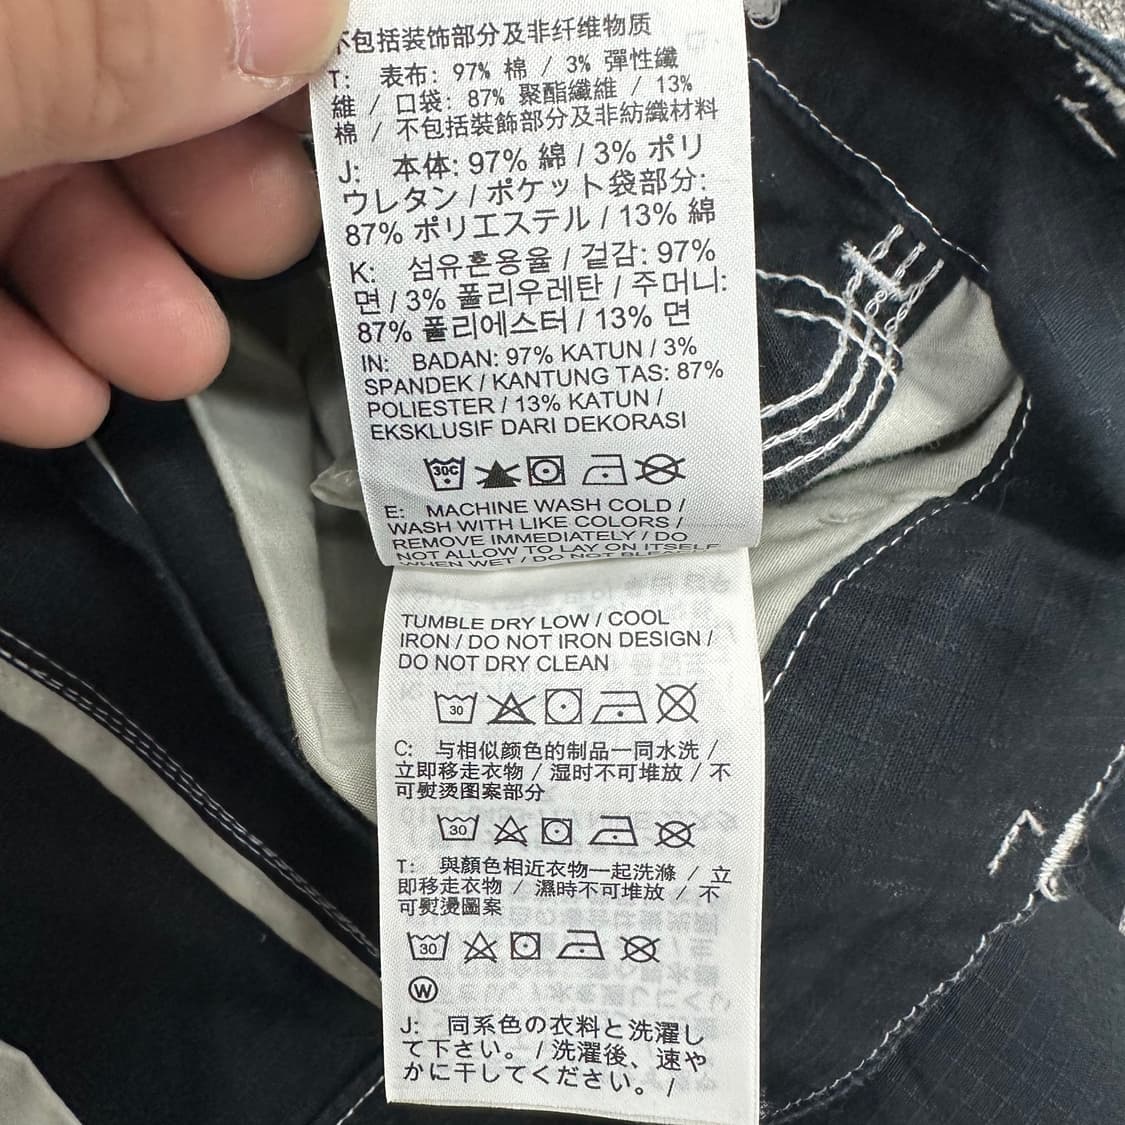 不包括装饰部分及非纤维物质
T: 表布: 97% 棉 / 3% 彈性纖
維 / 口袋: 87% 聚酯纖維 / 13%
棉 / 不包括裝飾部分及非紡織材料
J: 本体: 97% 綿 / 3% ポリ
ウレタン / ポケット袋部分:
87% ポリエステル / 13% 綿
K: 섬유혼용율 / 겉감: 97%
면 / 3% 폴리우레탄 / 주머니:
87% 폴리에스터 / 13% 면
IN: BADAN: 97% KATUN / 3%
SPANDEK / KANTUNG TAS: 87%
POLIESTER / 13% KATUN /
EKSKLUSIF DARI DEKORASI
30C
E: MACHINE WASH COLD /
WASH WITH LIKE COLORS /
REMOVE IMMEDIATELY / DO
NOT ALLOW TO LAY ON ITSELF
WHEN WET / DO NOT BLEACH
TUMBLE DRY LOW / COOL
IRON / DO NOT IRON DESIGN /
DO NOT DRY CLEAN
30
C: 与相似颜色的制品一同水洗 /
立即移走衣物 / 湿时不可堆放 / 不
可熨烫图案部分
30
T: 與顏色相近衣物一起洗滌 / 立
即移走衣物 / 濕時不可堆放 / 不
可熨燙圖案
30
W
J: 同系色の衣料と洗濯し
て下さい。 / 洗濯後、速や
かに干してください。 /